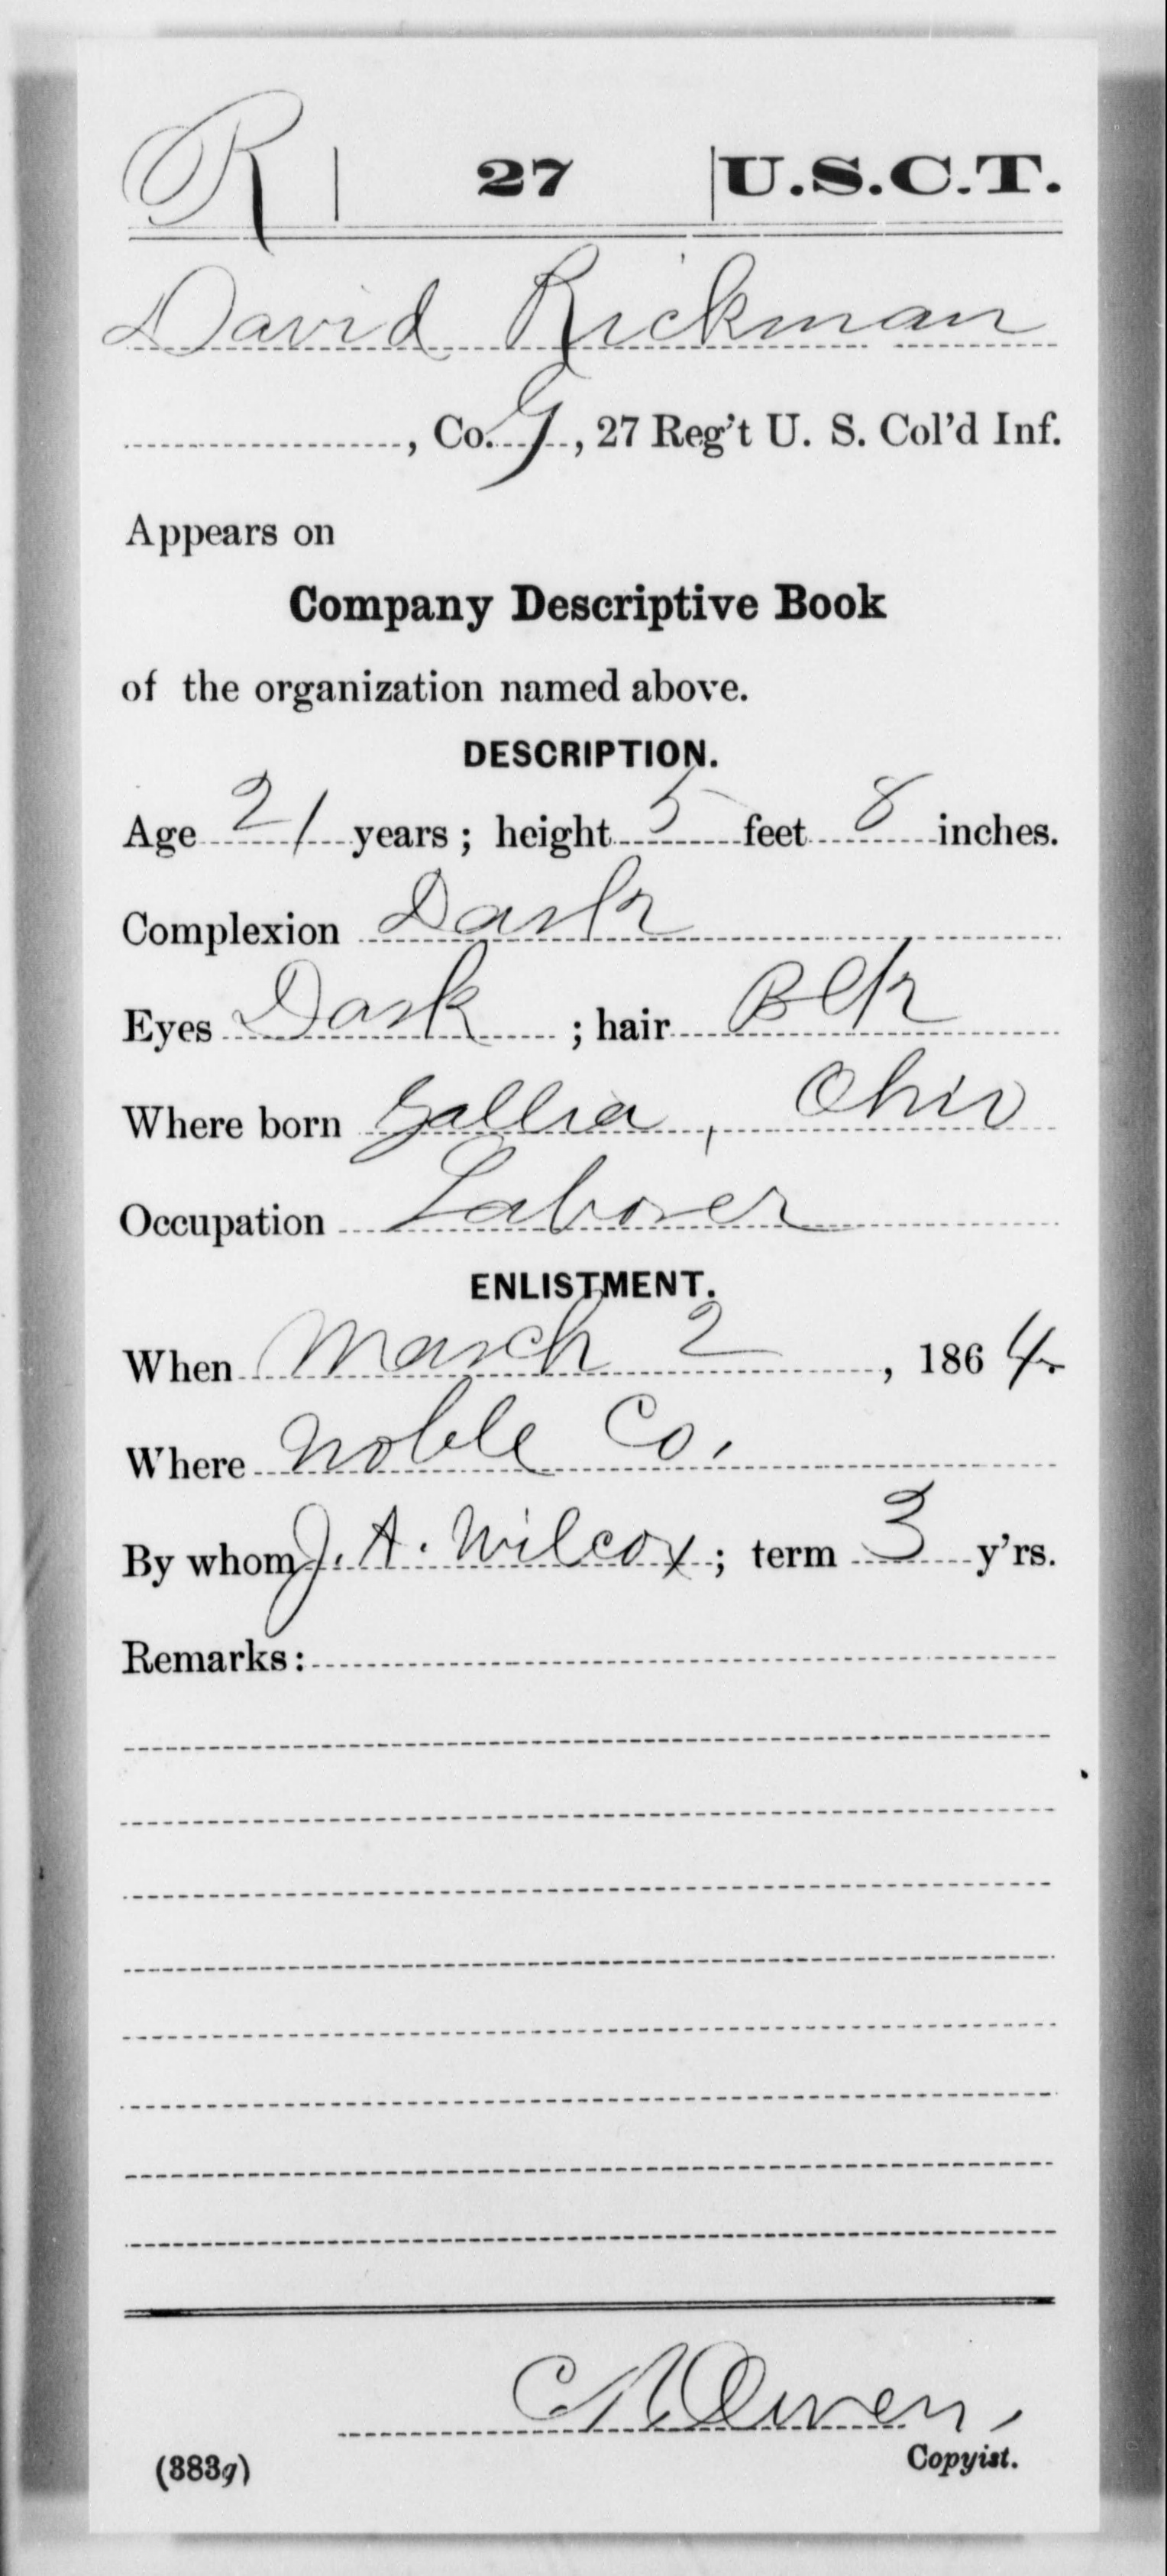 R | 27 | U.S.C.T.
David Rickman
, Co. G, 27 Reg't U. S. Col'd Inf.
Appears on
Company Descriptive Book
of the organization named above.
DESCRIPTION.
Age 21 years; height 5 feet 8 inches.
Complexion Dark
Eyes Dark ; hair Blk
Where born Gallia, Ohio
Occupation Laborer
ENLISTMENT.
When March 2, 1864.
Where Noble Co.
By whom J. A. Wilcox; term 3 y'rs.
Remarks:
Owen,
Copyist.
(383g)